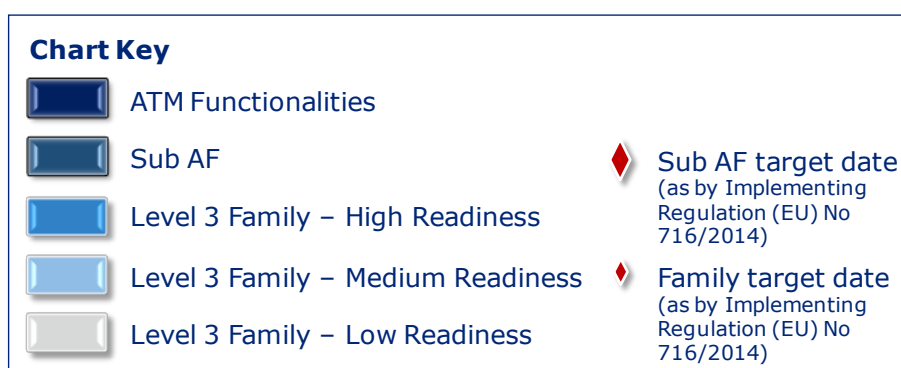 Chart Key
ATM Functionalities
Sub AF
Level 3 Family – High Readiness
Level 3 Family – Medium Readiness
Level 3 Family – Low Readiness
Sub AF target date
(as by Implementing
Regulation (EU) No
716/2014)
Family target date
(as by Implementing
Regulation (EU) No
716/2014)